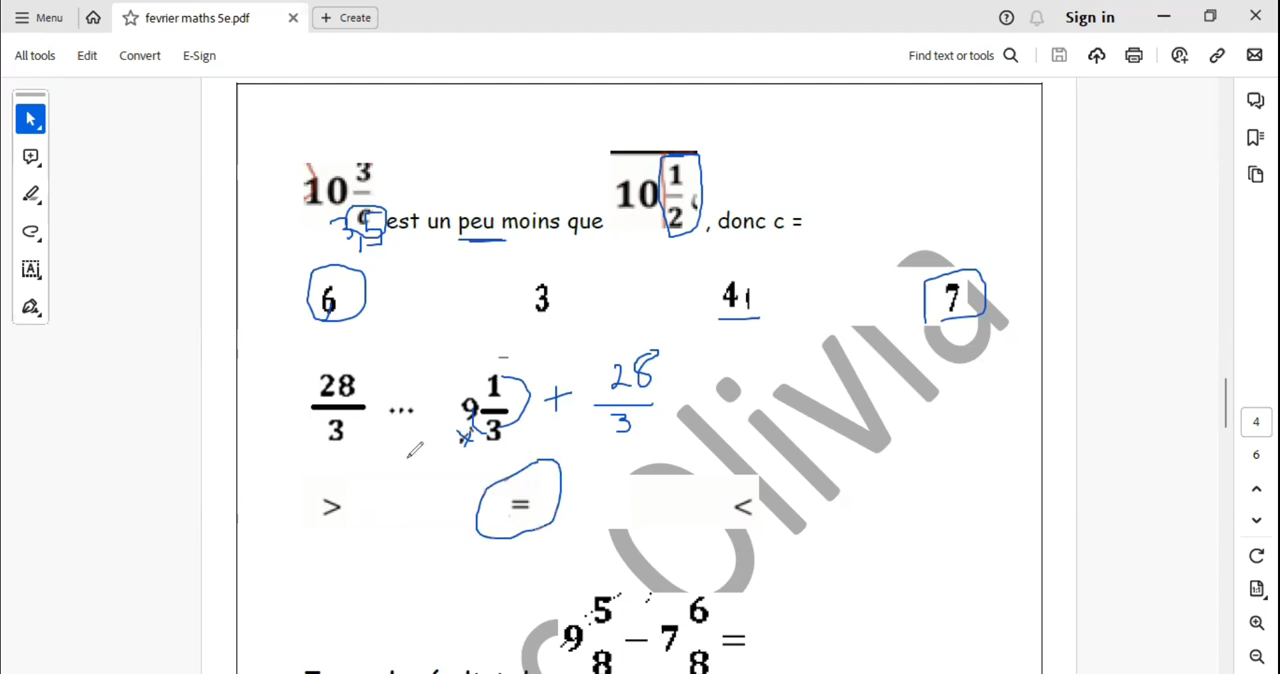 Menu fevrier maths 5e.pdf Create Sign in
All tools Edit Convert E-Sign Find text or tools
10 3/c est un peu moins que 10 1/2, donc c =
6 3 4 7
28/3 ... 9 1/3 + 28/3
> = <
9 5/8 − 7 6/8 =
Olivia
4
6